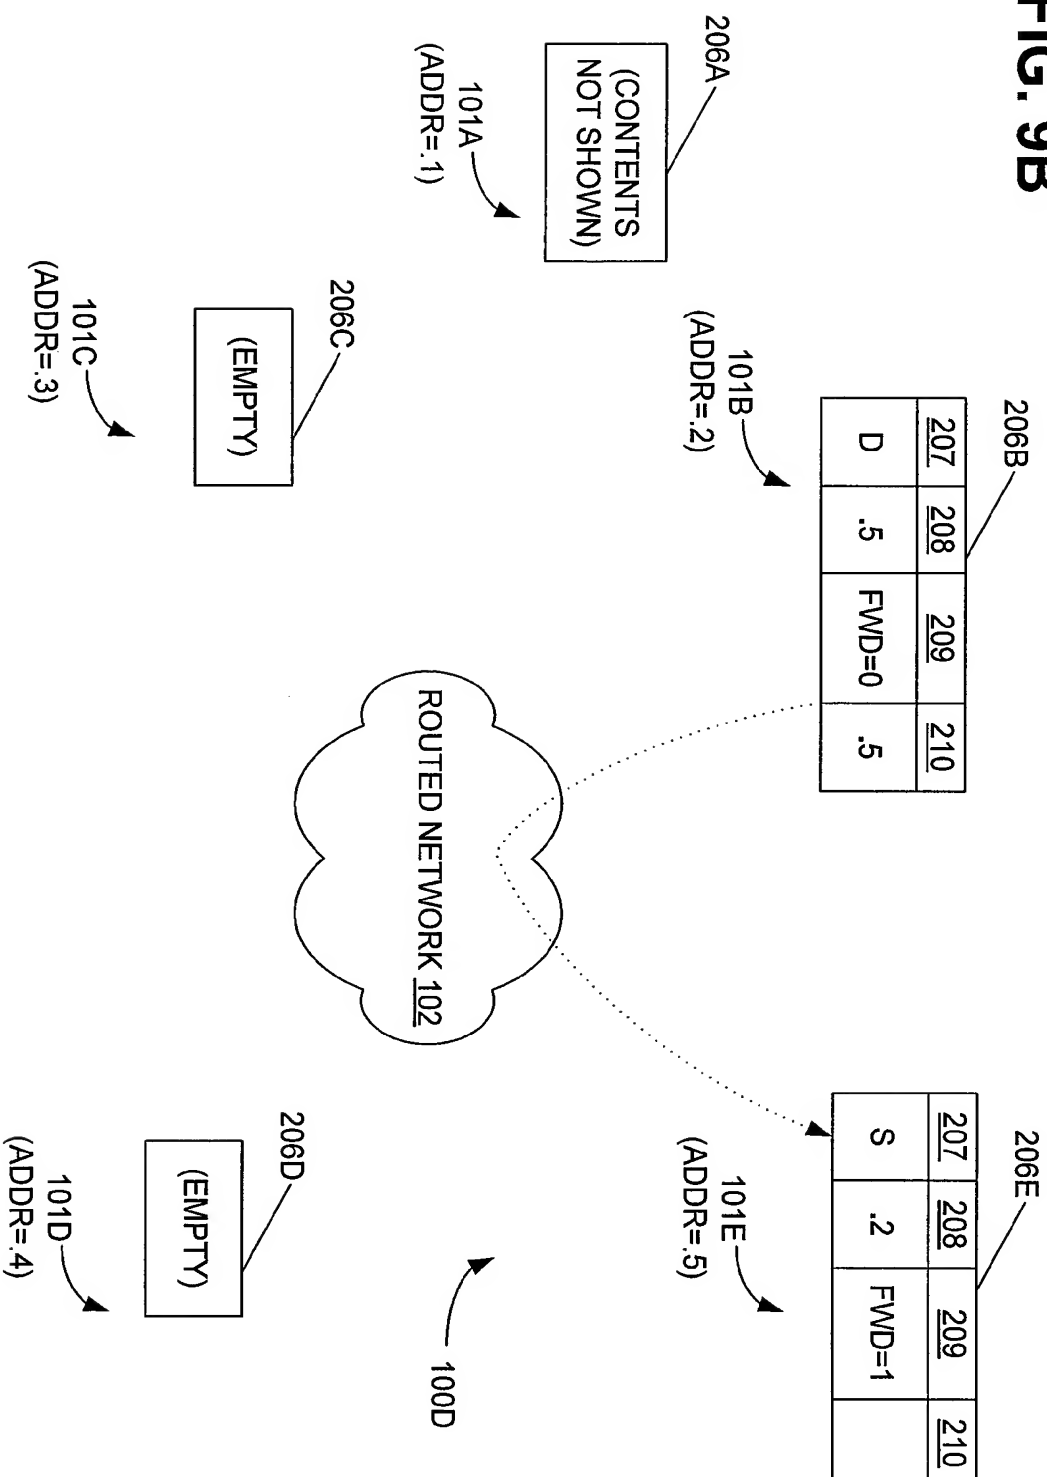 FIG. 9B
206B
207 208 209 210
D .5 FWD=0 .5
101B
(ADDR=.2)
206E
207 208 209 210
S .2 FWD=1
101E
(ADDR=.5)
206A
(CONTENTS
NOT SHOWN)
101A
(ADDR=.1)
ROUTED NETWORK 102
100D
206C
(EMPTY)
101C
(ADDR=.3)
206D
(EMPTY)
101D
(ADDR=.4)